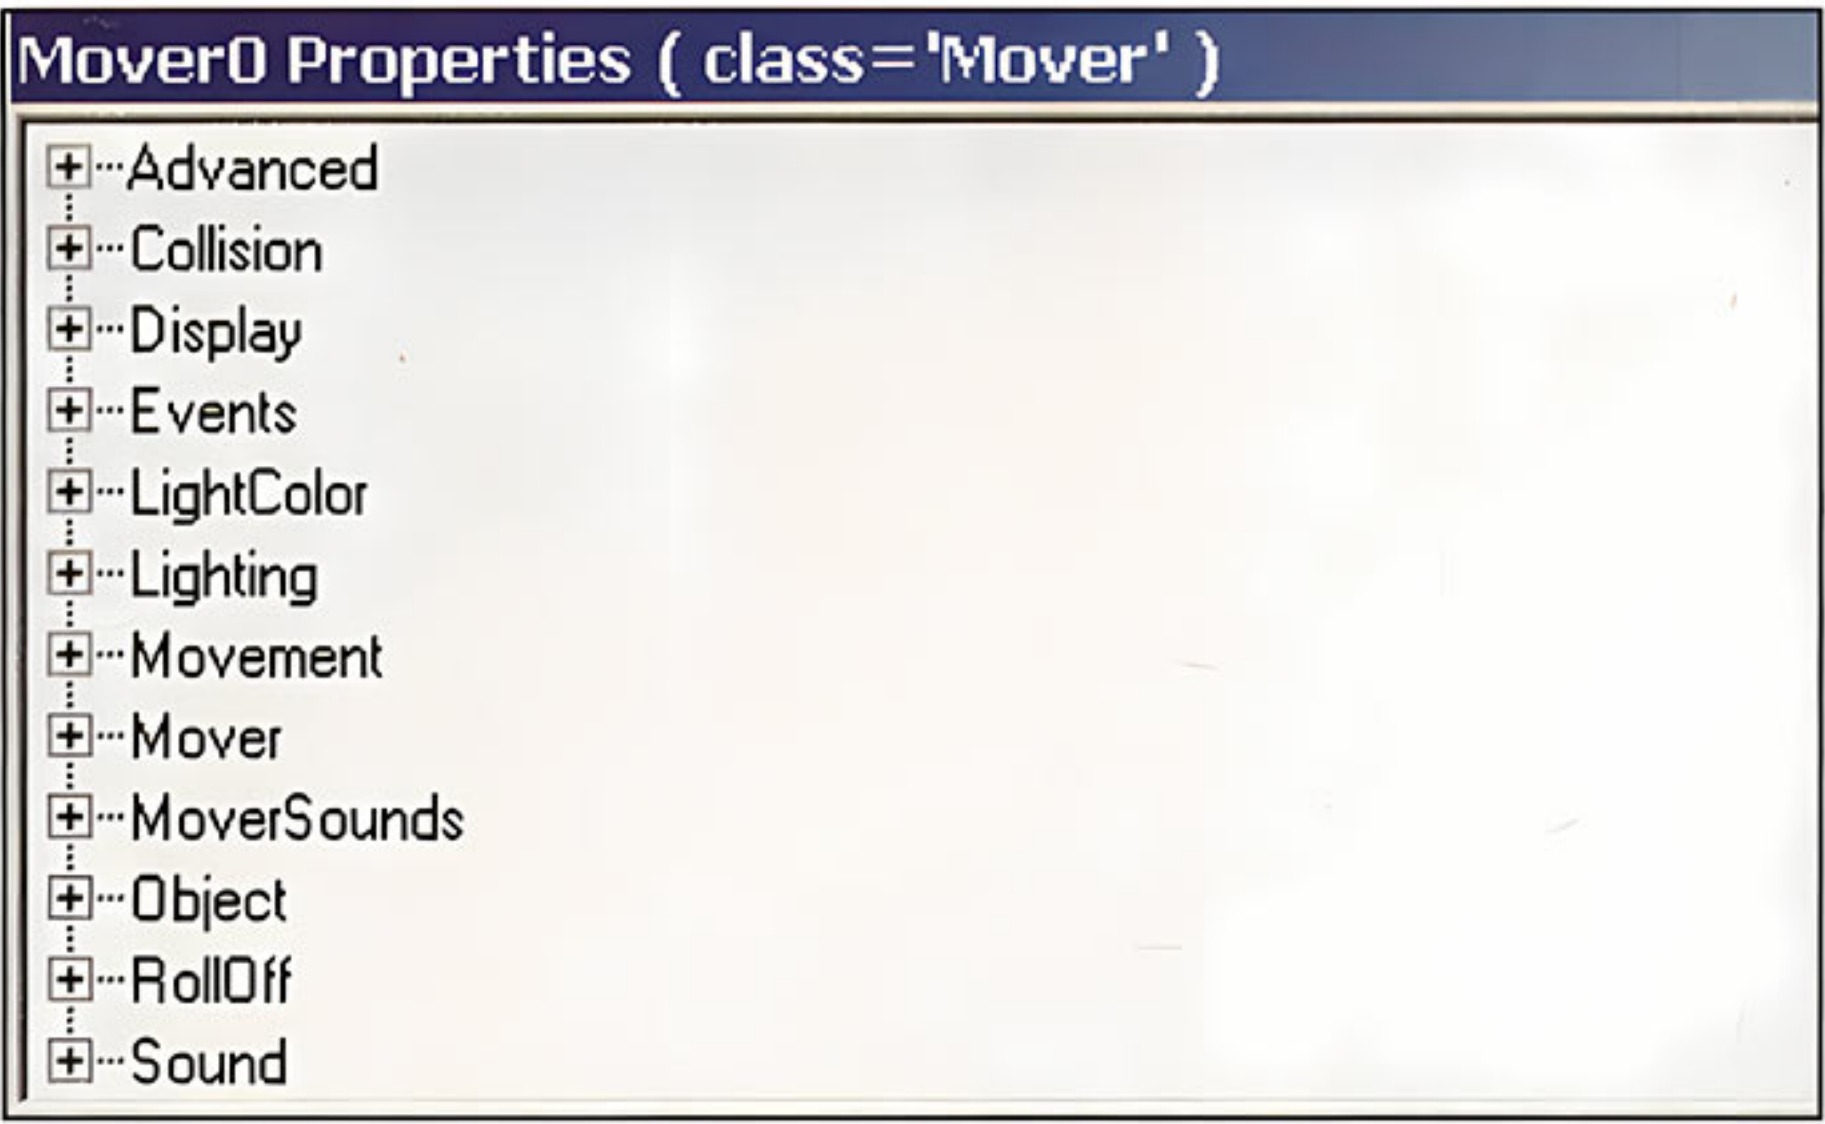 Mover0 Properties ( class='Mover' )
Advanced
Collision
Display
Events
LightColor
Lighting
Movement
Mover
MoverSounds
Object
RollOff
Sound